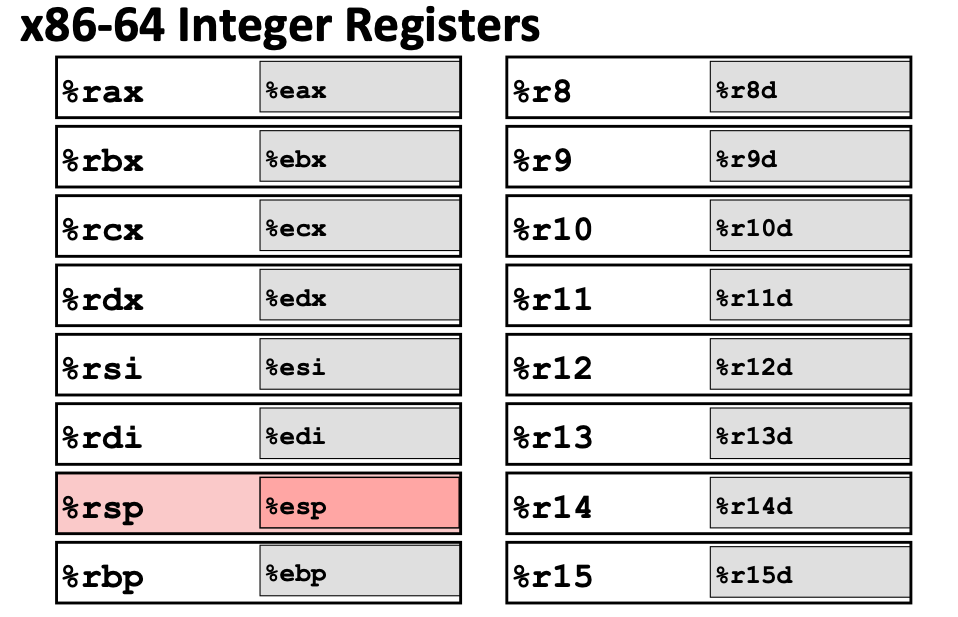 x86-64 Integer Registers
%rax %eax %r8 %r8d
%rbx %ebx %r9 %r9d
%rcx %ecx %r10 %r10d
%rdx %edx %r11 %r11d
%rsi %esi %r12 %r12d
%rdi %edi %r13 %r13d
%rsp %esp %r14 %r14d
%rbp %ebp %r15 %r15d